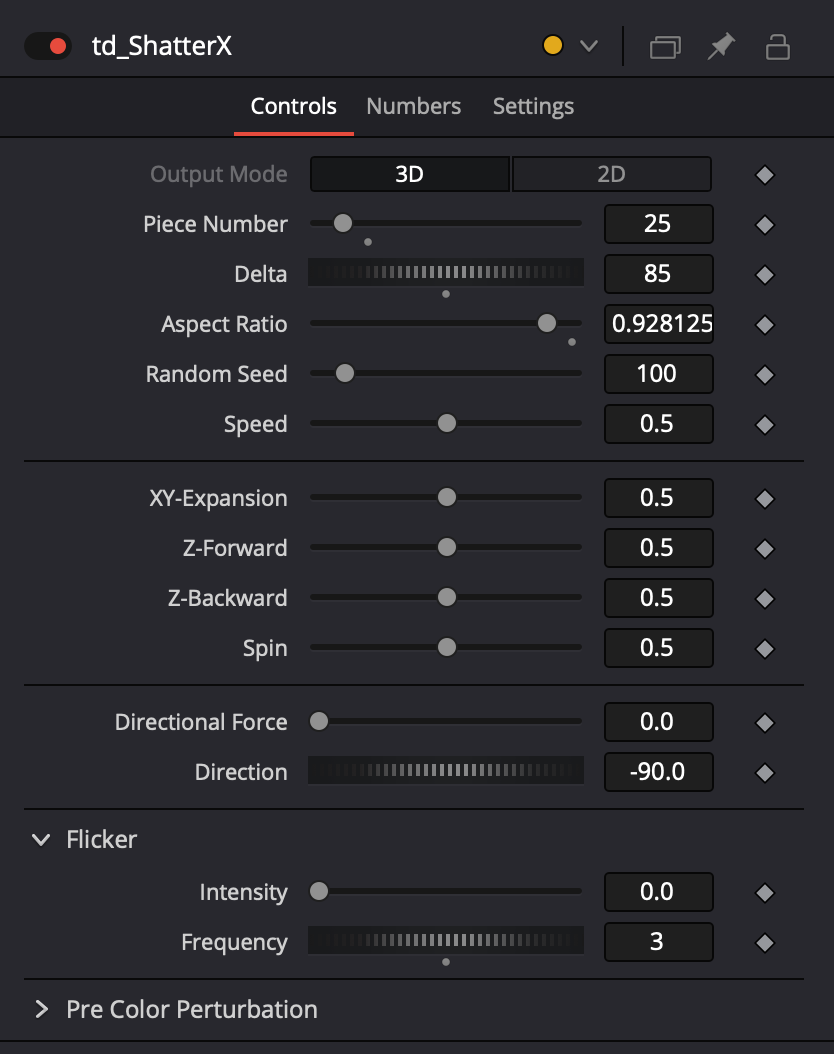 td_ShatterX
Controls Numbers Settings
Output Mode 3D 2D
Piece Number 25
Delta 85
Aspect Ratio 0.928125
Random Seed 100
Speed 0.5
XY-Expansion 0.5
Z-Forward 0.5
Z-Backward 0.5
Spin 0.5
Directional Force 0.0
Direction -90.0
Flicker
Intensity 0.0
Frequency 3
Pre Color Perturbation